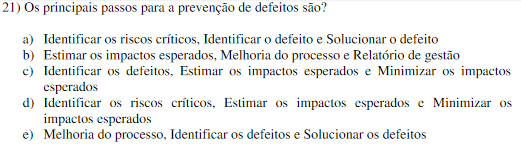 21) Os principais passos para a prevenção de defeitos são?
a) Identificar os riscos críticos, Identificar o defeito e Solucionar o defeito
b) Estimar os impactos esperados, Melhoria do processo e Relatório de gestão
c) Identificar os defeitos, Estimar os impactos esperados e Minimizar os impactos
esperados
d) Identificar os riscos críticos, Estimar os impactos esperados e Minimizar os
impactos esperados
e) Melhoria do processo, Identificar os defeitos e Solucionar os defeitos